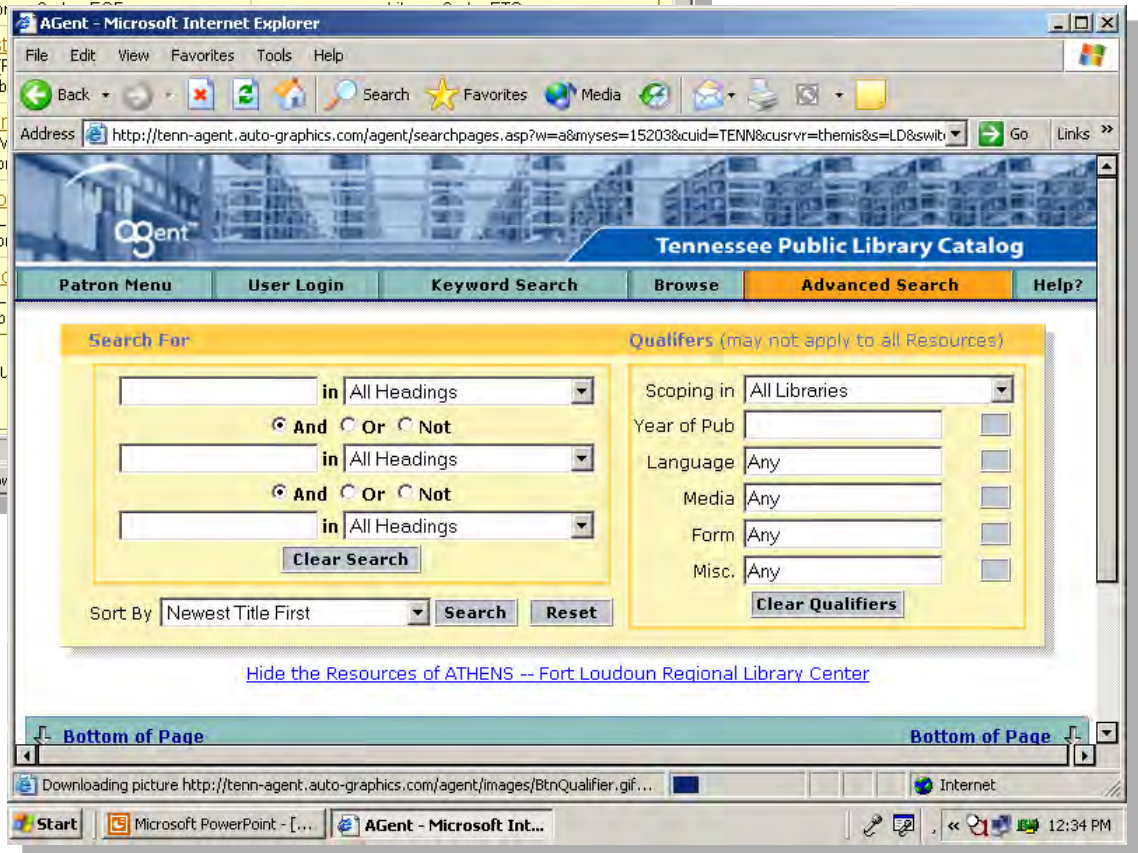 AGent - Microsoft Internet Explorer
File Edit View Favorites Tools Help
Back Search Favorites Media
Address http://tenn-agent.auto-graphics.com/agent/searchpages.asp?w=a&myses=15203&cuid=TENN&cusrvr=themis&s=LD&swit Go Links »
AGent™
Tennessee Public Library Catalog
Patron Menu User Login Keyword Search Browse Advanced Search Help?
Search For Qualifers (may not apply to all Resources)
in All Headings Scoping in All Libraries
And Or Not Year of Pub
in All Headings Language Any
And Or Not Media Any
in All Headings Form Any
Clear Search Misc. Any
Sort By Newest Title First Search Reset Clear Qualifiers
Hide the Resources of ATHENS -- Fort Loudoun Regional Library Center
Bottom of Page Bottom of Page
Downloading picture http://tenn-agent.auto-graphics.com/agent/images/BtnQualifier.gif... Internet
Start Microsoft PowerPoint - [... AGent - Microsoft Int... « 12:34 PM